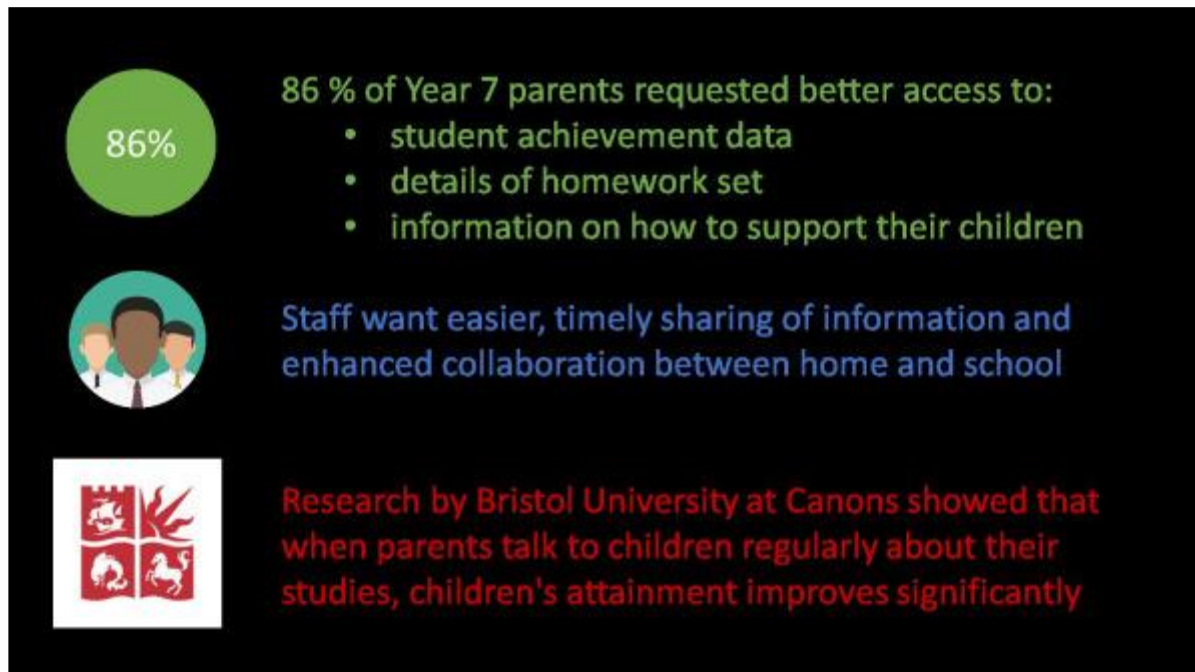 86%
86 % of Year 7 parents requested better access to:
• student achievement data
• details of homework set
• information on how to support their children
Staff want easier, timely sharing of information and
enhanced collaboration between home and school
Research by Bristol University at Canons showed that
when parents talk to children regularly about their
studies, children's attainment improves significantly